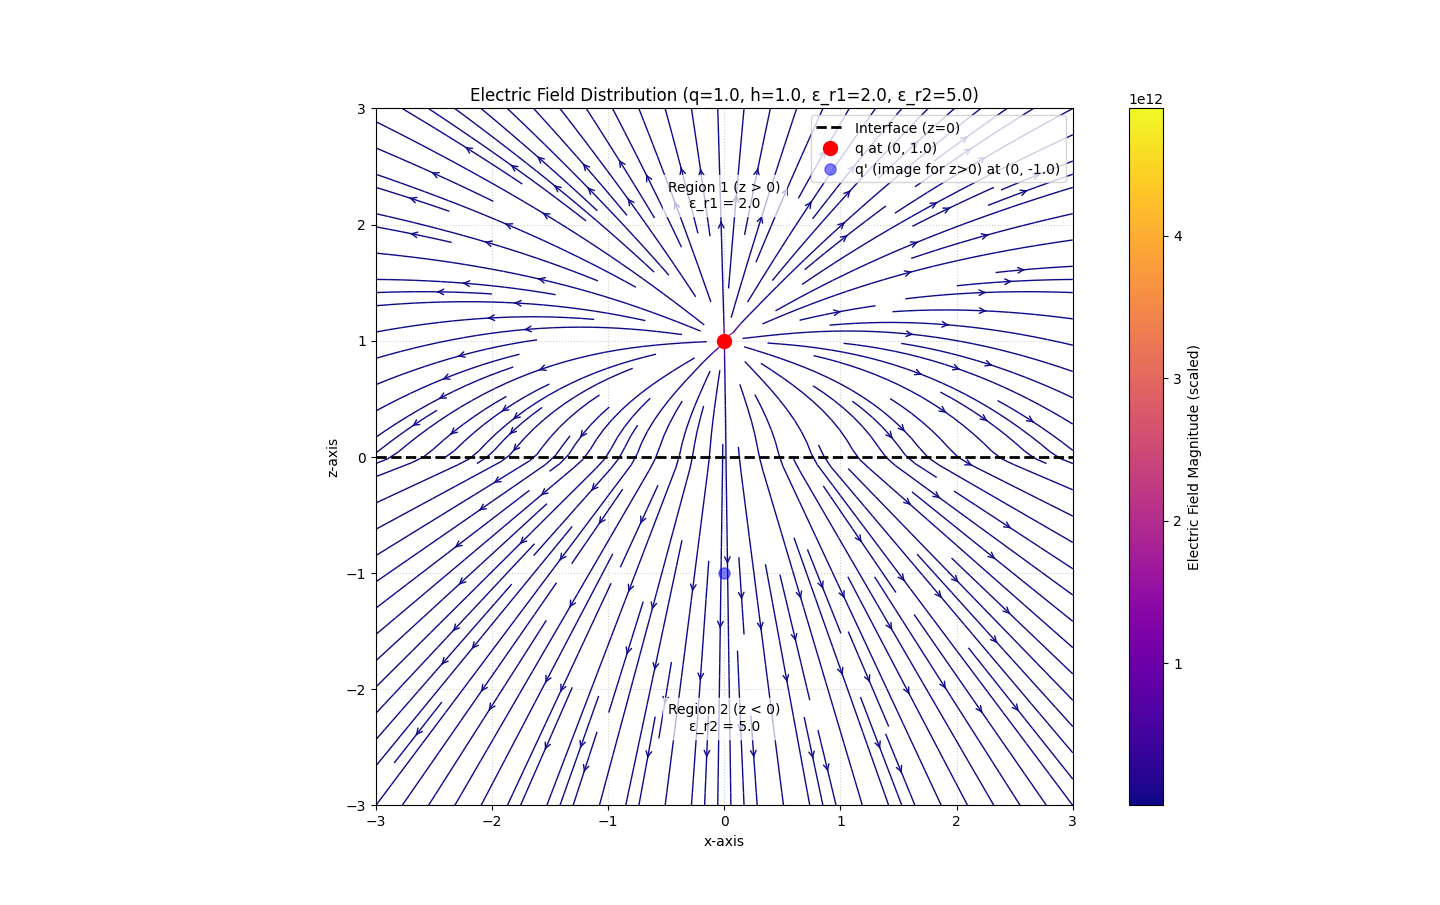 Electric Field Distribution (q=1.0, h=1.0, ε_r1=2.0, ε_r2=5.0)
1e12
Interface (z=0)
q at (0, 1.0)
q' (image for z>0) at (0, -1.0)
Region 1 (z > 0)
ε_r1 = 2.0
Region 2 (z < 0)
ε_r2 = 5.0
3
2
1
0
−1
−2
−3
z-axis
−3
−2
−1
0
1
2
3
x-axis
4
3
2
1
Electric Field Magnitude (scaled)